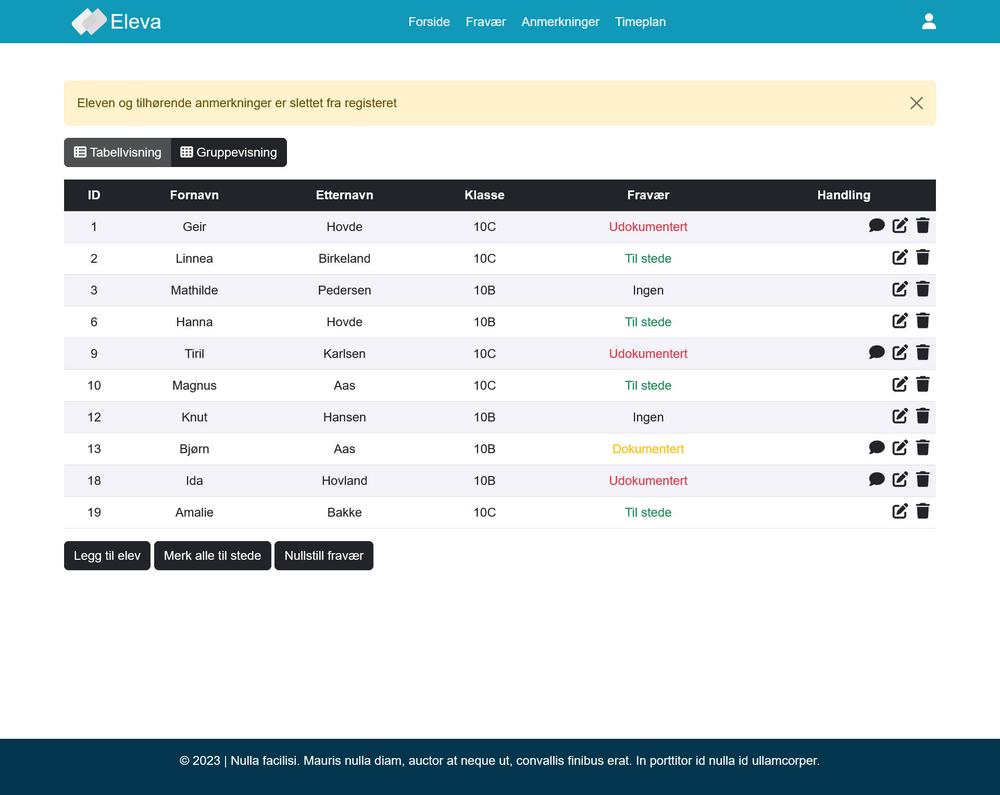 Eleva
Forside Fravær Anmerkninger Timeplan
Eleven og tilhørende anmerkninger er slettet fra registeret
Tabellvisning Gruppevisning
ID Fornavn Etternavn Klasse Fravær Handling
1 Geir Hovde 10C Udokumentert
2 Linnea Birkeland 10C Til stede
3 Mathilde Pedersen 10B Ingen
6 Hanna Hovde 10B Til stede
9 Tiril Karlsen 10C Udokumentert
10 Magnus Aas 10C Til stede
12 Knut Hansen 10B Ingen
13 Bjørn Aas 10B Dokumentert
18 Ida Hovland 10B Udokumentert
19 Amalie Bakke 10C Til stede
Legg til elev Merk alle til stede Nullstill fravær
© 2023 | Nulla facilisi. Mauris nulla diam, auctor at neque ut, convallis finibus erat. In porttitor id nulla id ullamcorper.